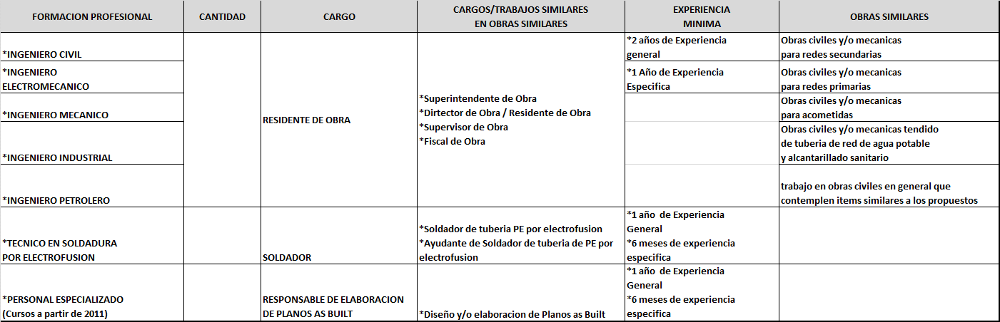 FORMACION PROFESIONAL
CANTIDAD
CARGO
CARGOS/TRABAJOS SIMILARES
EN OBRAS SIMILARES
EXPERIENCIA
MINIMA
OBRAS SIMILARES
*INGENIERO CIVIL
*INGENIERO
ELECTROMECANICO
*INGENIERO MECANICO
*INGENIERO INDUSTRIAL
*INGENIERO PETROLERO
RESIDENTE DE OBRA
*Superintendente de Obra
*Dirtector de Obra / Residente de Obra
*Supervisor de Obra
*Fiscal de Obra
*2 años de Experiencia
general
*1 Año de Experiencia
Especifica
Obras civiles y/o mecanicas
para redes secundarias
Obras civiles y/o mecanicas
para redes primarias
Obras civiles y/o mecanicas
para acometidas
Obras civiles y/o mecanicas tendido
de tuberia de red de agua potable
y alcantarillado sanitario
trabajo en obras civiles en general que
contemplen items similares a los propuestos
*TECNICO EN SOLDADURA
POR ELECTROFUSION
SOLDADOR
*Soldador de tuberia PE por electrofusion
*Ayudante de Soldador de tuberia de PE por
electrofusion
*1 año de Experiencia
General
*6 meses de experiencia
especifica
*PERSONAL ESPECIALIZADO
(Cursos a partir de 2011)
RESPONSABLE DE ELABORACION
DE PLANOS AS BUILT
*Diseño y/o elaboracion de Planos as Built
*1 año de Experiencia
General
*6 meses de experiencia
especifica